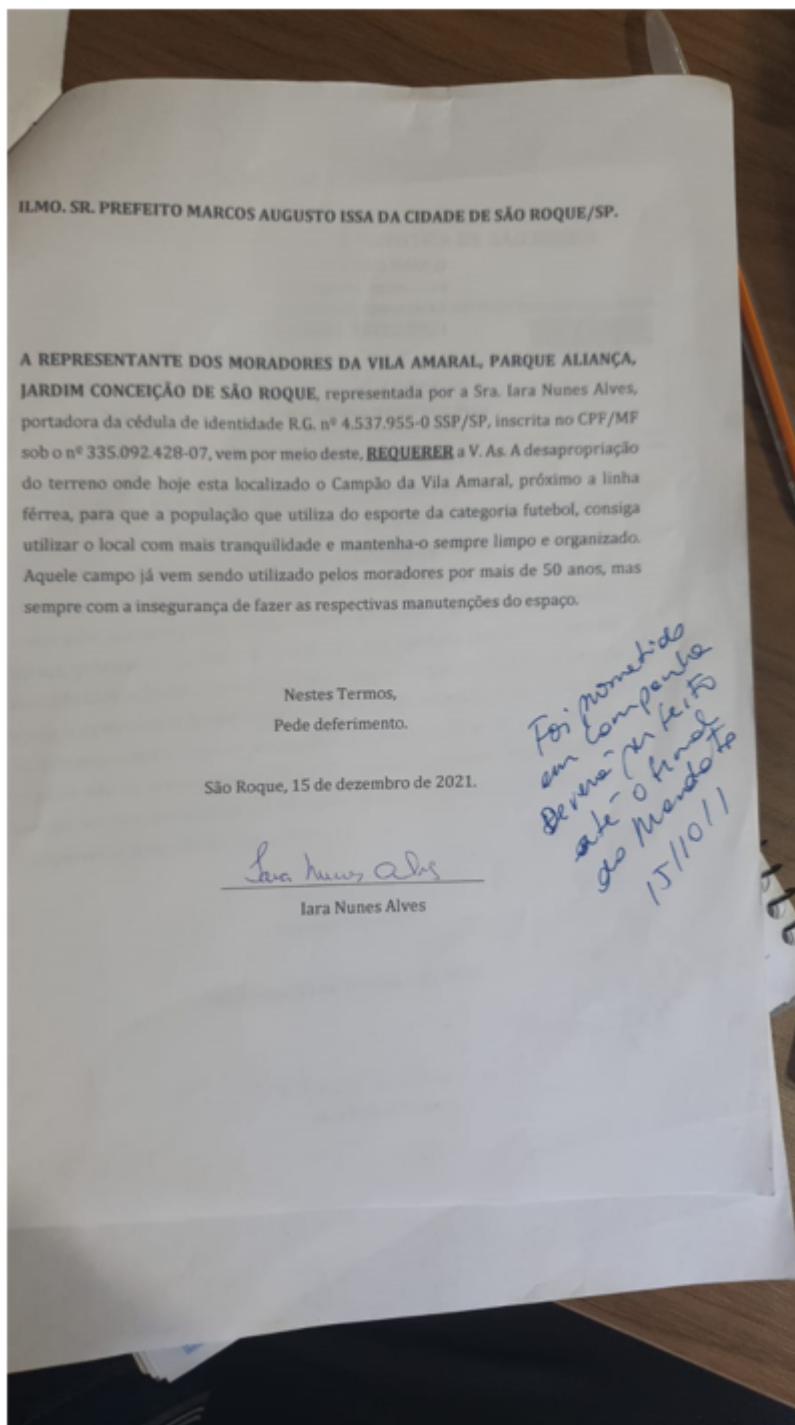 ILMO. SR. PREFEITO MARCOS AUGUSTO ISSA DA CIDADE DE SÃO ROQUE/SP.
A REPRESENTANTE DOS MORADORES DA VILA AMARAL, PARQUE ALIANÇA,
JARDIM CONCEIÇÃO DE SÃO ROQUE, representada por a Sra. Iara Nunes Alves,
portadora da cédula de identidade R.G. nº 4.537.955-0 SSP/SP, inscrita no CPF/MF
sob o nº 335.092.428-07, vem por meio deste, REQUERER a V. As. A desapropriação
do terreno onde hoje esta localizado o Campão da Vila Amaral, próximo a linha
férrea, para que a população que utiliza do esporte da categoria futebol, consiga
utilizar o local com mais tranquilidade e mantenha-o sempre limpo e organizado.
Aquele campo já vem sendo utilizado pelos moradores por mais de 50 anos, mas
sempre com a insegurança de fazer as respectivas manutenções do espaço.
Nestes Termos,
Pede deferimento.
São Roque, 15 de dezembro de 2021.
Iara Nunes Alves
Iara Nunes Alves
Foi prometido
em campanha
Deverá ser feito
até o final
do Mandato